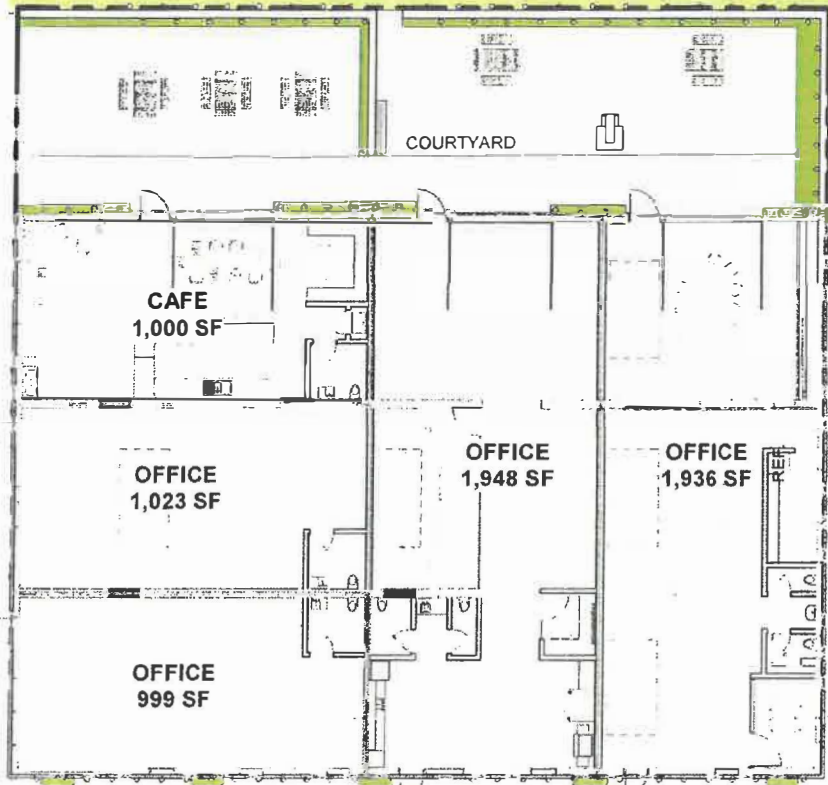 COURTYARD
CAFE
1,000 SF
OFFICE
1,023 SF
OFFICE
1,948 SF
OFFICE
1,936 SF
REF.
OFFICE
999 SF